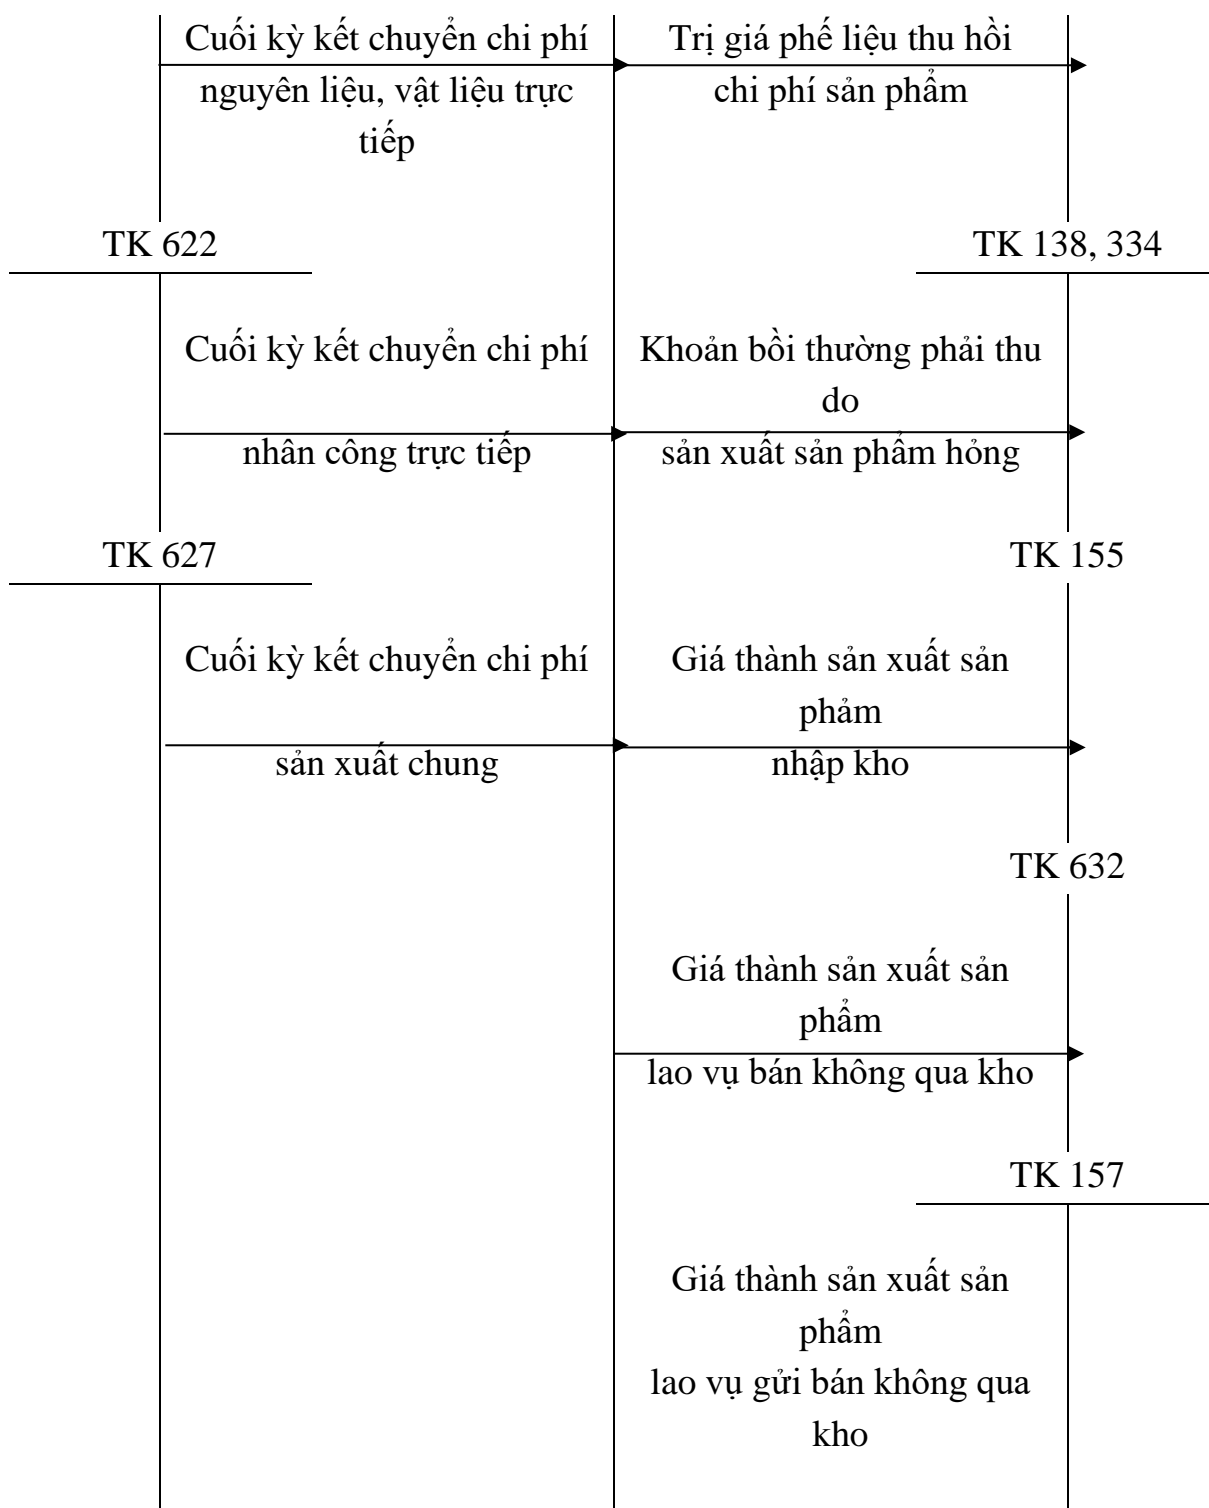 Cuối kỳ kết chuyển chi phí
nguyên liệu, vật liệu trực
tiếp
Trị giá phế liệu thu hồi
chi phí sản phẩm
TK 622
TK 138, 334
Cuối kỳ kết chuyển chi phí
nhân công trực tiếp
Khoản bồi thường phải thu
do
sản xuất sản phẩm hỏng
TK 627
TK 155
Cuối kỳ kết chuyển chi phí
sản xuất chung
Giá thành sản xuất sản
phảm
nhập kho
TK 632
Giá thành sản xuất sản
phẩm
lao vụ bán không qua kho
TK 157
Giá thành sản xuất sản
phẩm
lao vụ gửi bán không qua
kho